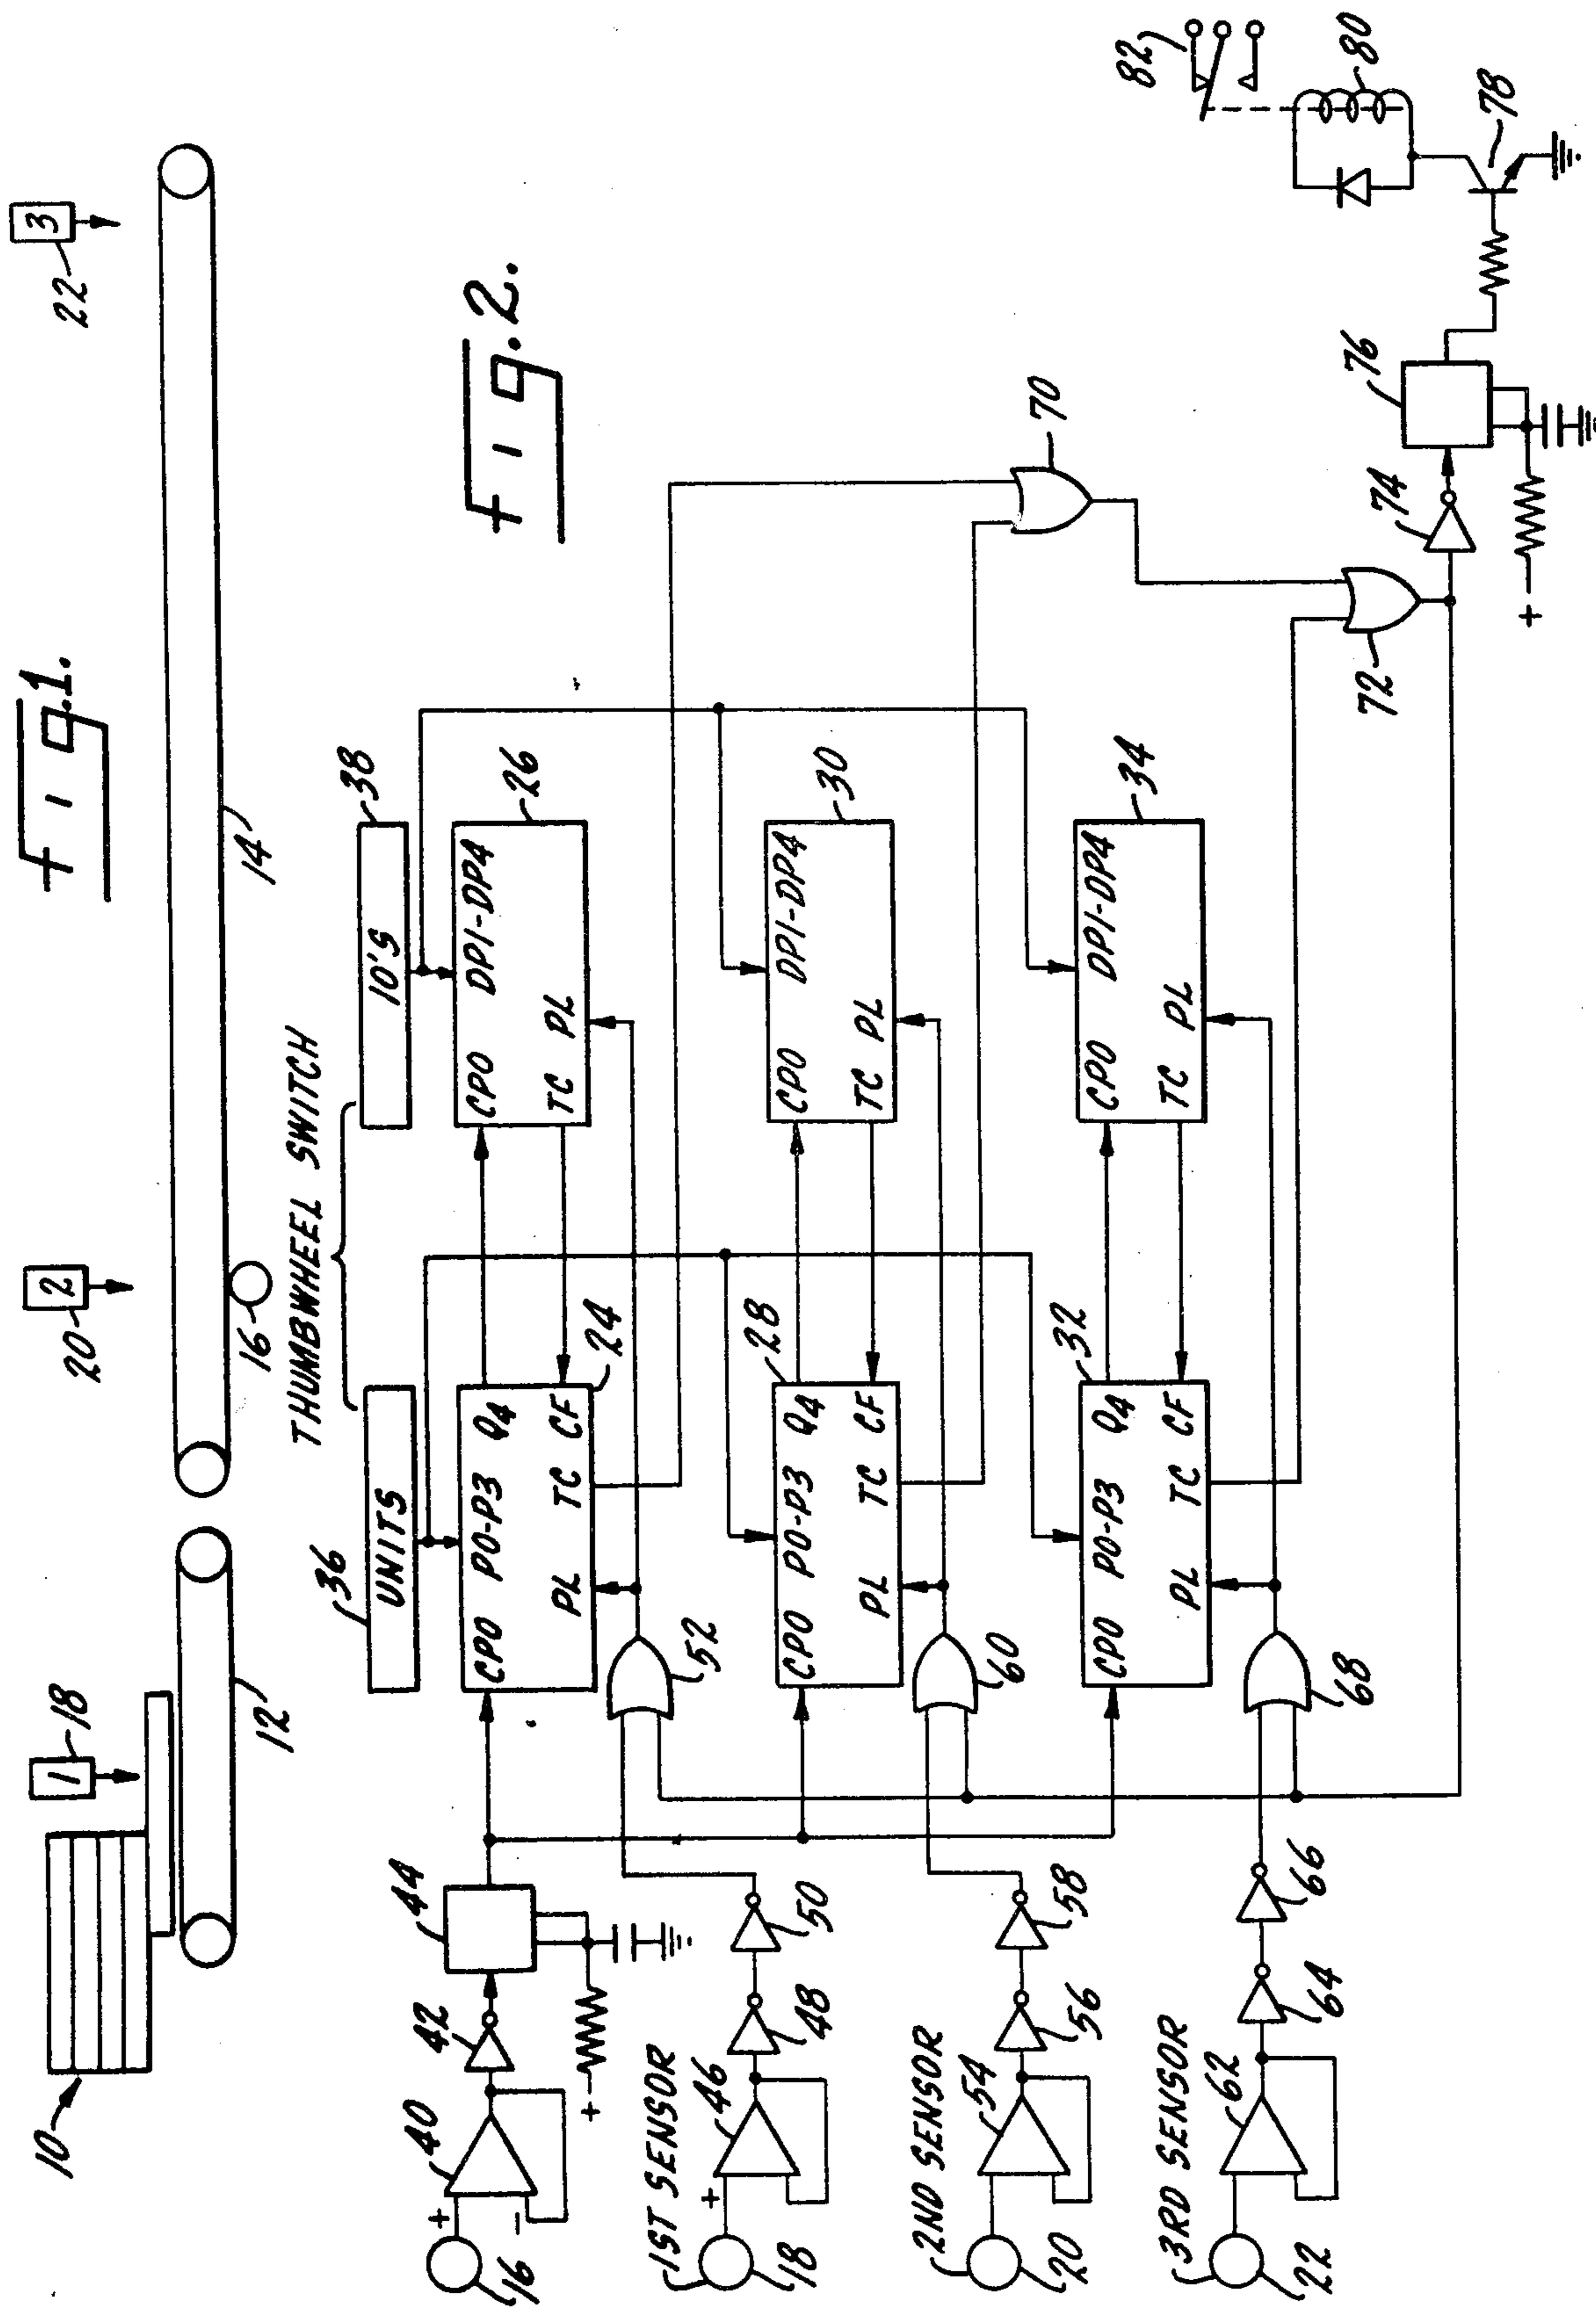 Fig.1.
10
1
18
12
20
2
16
14
22
3
Fig.2.
THUMBWHEEL SWITCH
36
UNITS
38
10'S
16
+
-
40
42
44
+
CPO PO-P3 Q4
PL TC CF
24
CPO DP1-DP4
TC PL
26
1ST SENSOR
18
+
46
48
50
52
CPO PO-P3 Q4
PL TC CF
28
CPO DP1-DP4
TC PL
30
2ND SENSOR
20
54
56
58
60
CPO PO-P3 Q4
PL TC CF
32
CPO DP1-DP4
TC PL
34
3RD SENSOR
22
62
64
66
68
70
72
74
76
+
78
80
82